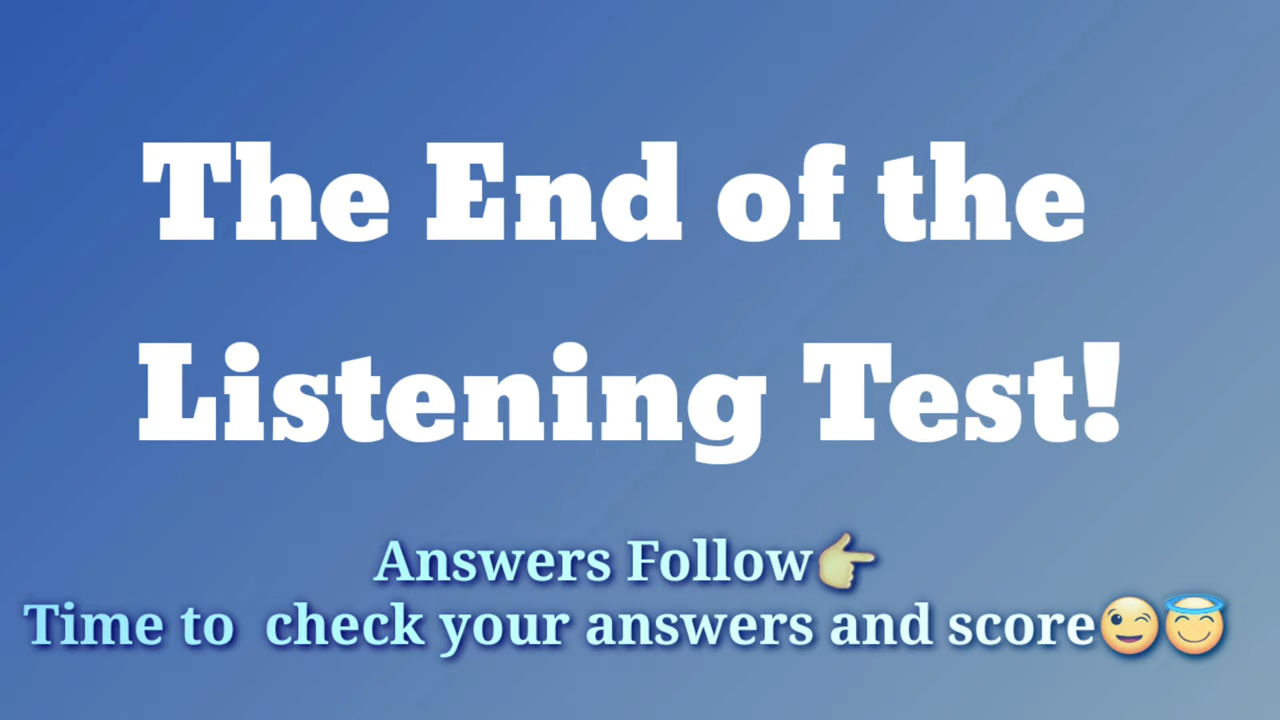 The End of the
Listening Test!
Answers Follow👉
Time to check your answers and score😉😇